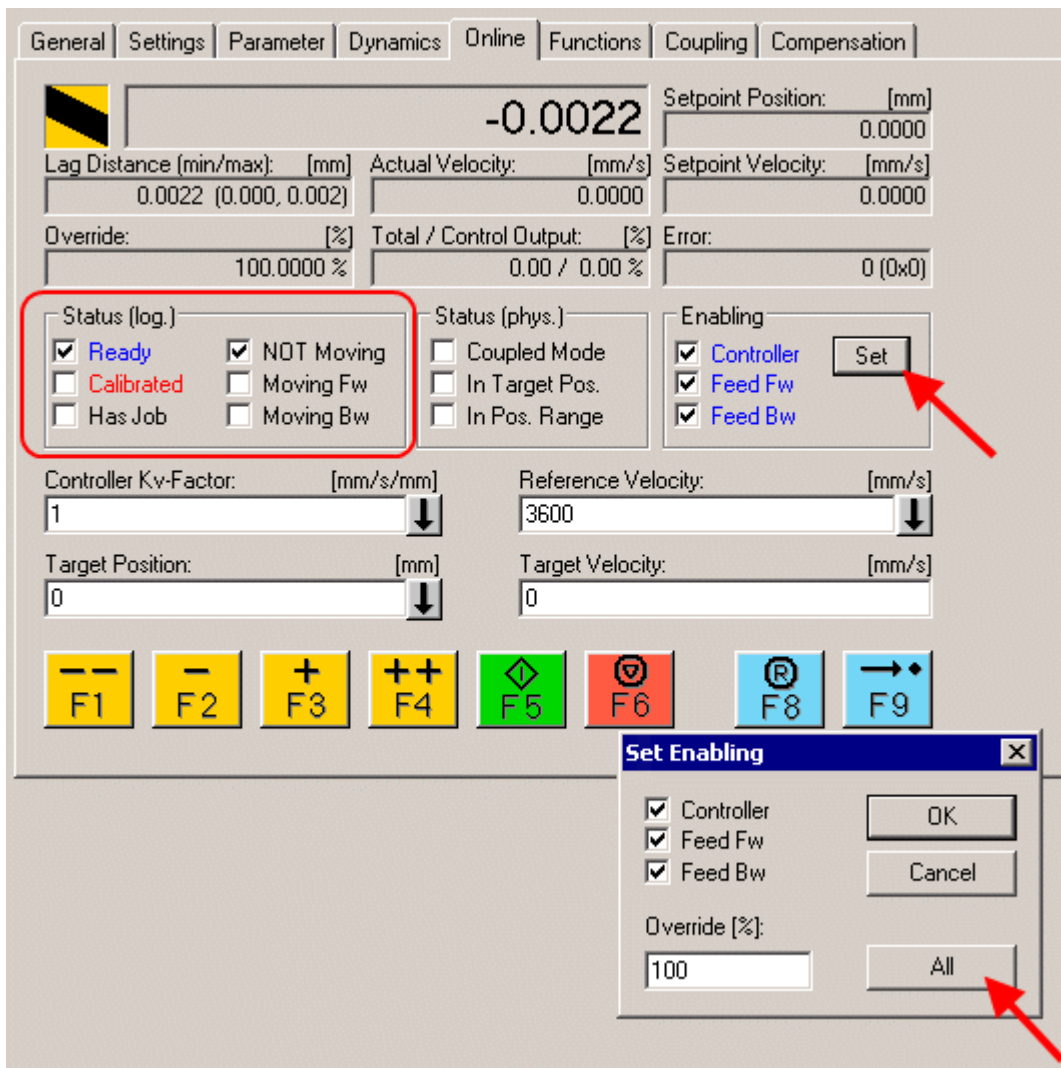 General Settings Parameter Dynamics Online Functions Coupling Compensation
-0.0022
Setpoint Position: [mm]
0.0000
Lag Distance (min/max): [mm] Actual Velocity: [mm/s] Setpoint Velocity: [mm/s]
0.0022 (0.000, 0.002) 0.0000 0.0000
Override: [%] Total / Control Output: [%] Error:
100.0000 % 0.00 / 0.00 % 0 (0x0)
Status (log.) Status (phys.) Enabling
Ready NOT Moving Coupled Mode Controller Set
Calibrated Moving Fw In Target Pos. Feed Fw
Has Job Moving Bw In Pos. Range Feed Bw
Controller Kv-Factor: [mm/s/mm] Reference Velocity: [mm/s]
1 3600
Target Position: [mm] Target Velocity: [mm/s]
0 0
-- - + ++ R
F1 F2 F3 F4 F5 F6 F8 F9
Set Enabling
Controller OK
Feed Fw
Feed Bw Cancel
Override [%]:
100 All